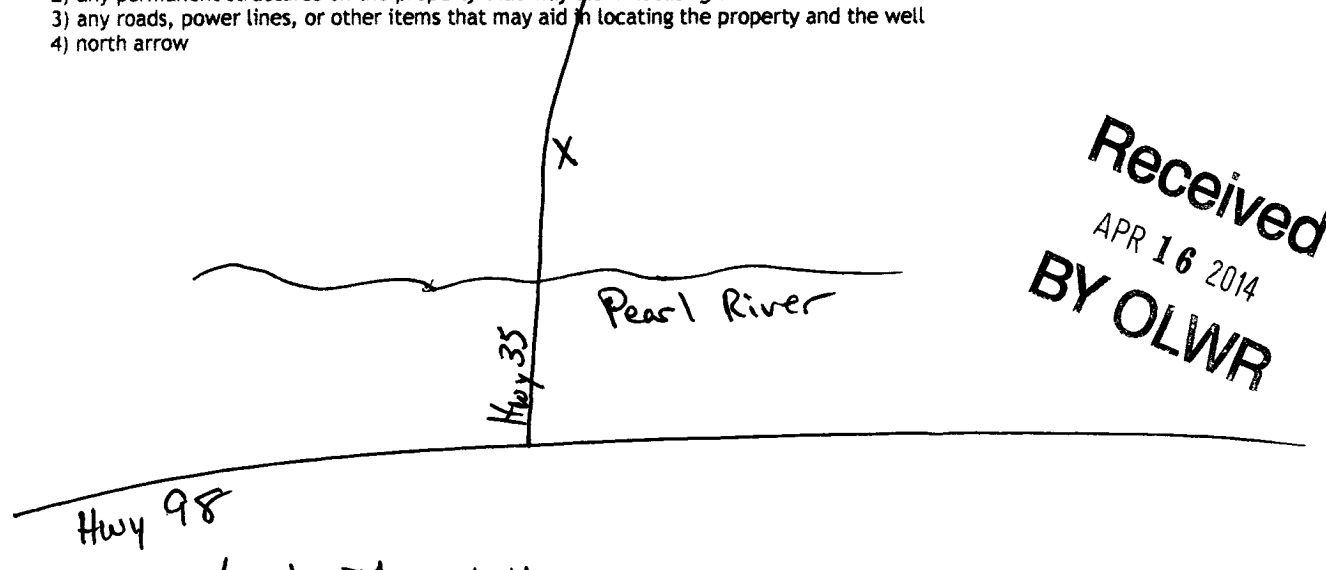 3) any roads, power lines, or other items that may aid in locating the property and the well
4) north arrow
X
Received
APR 16 2014
BY OLWR
Pearl River
Hwy 35
Hwy 98